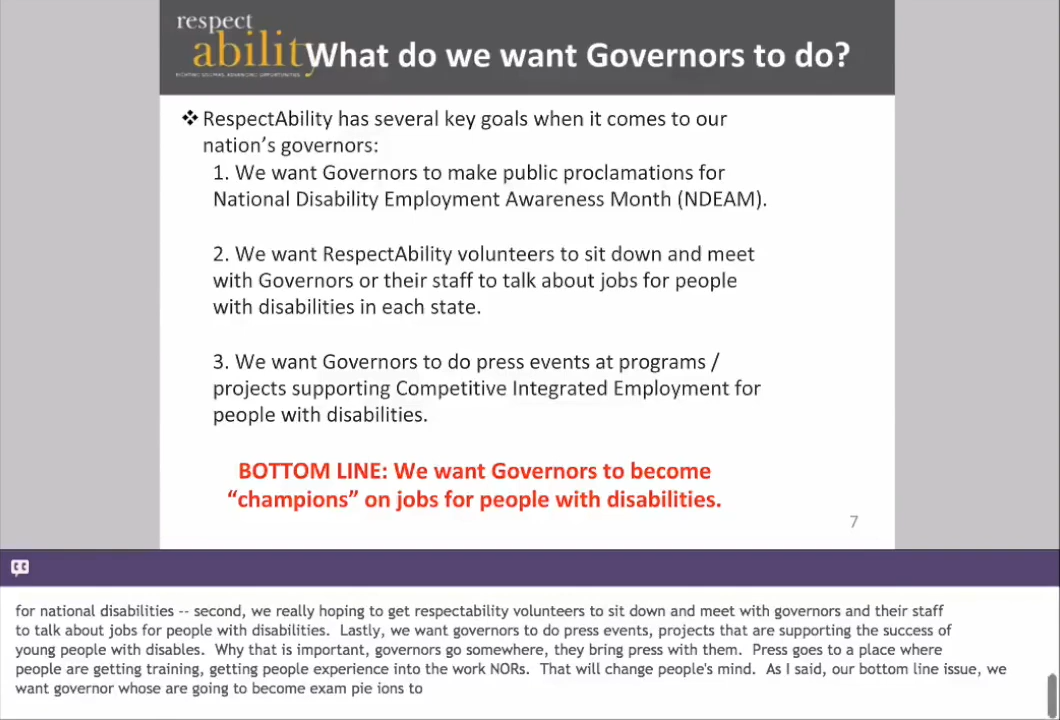 respect
ability
What do we want Governors to do?
❖ RespectAbility has several key goals when it comes to our
nation's governors:
1. We want Governors to make public proclamations for
National Disability Employment Awareness Month (NDEAM).
2. We want RespectAbility volunteers to sit down and meet
with Governors or their staff to talk about jobs for people
with disabilities in each state.
3. We want Governors to do press events at programs /
projects supporting Competitive Integrated Employment for
people with disabilities.
BOTTOM LINE: We want Governors to become
“champions” on jobs for people with disabilities.
7
for national disabilities -- second, we really hoping to get respectability volunteers to sit down and meet with governors and their staff
to talk about jobs for people with disabilities. Lastly, we want governors to do press events, projects that are supporting the success of
young people with disables. Why that is important, governors go somewhere, they bring press with them. Press goes to a place where
people are getting training, getting people experience into the work NORs. That will change people's mind. As I said, our bottom line issue, we
want governor whose are going to become exam pie ions to